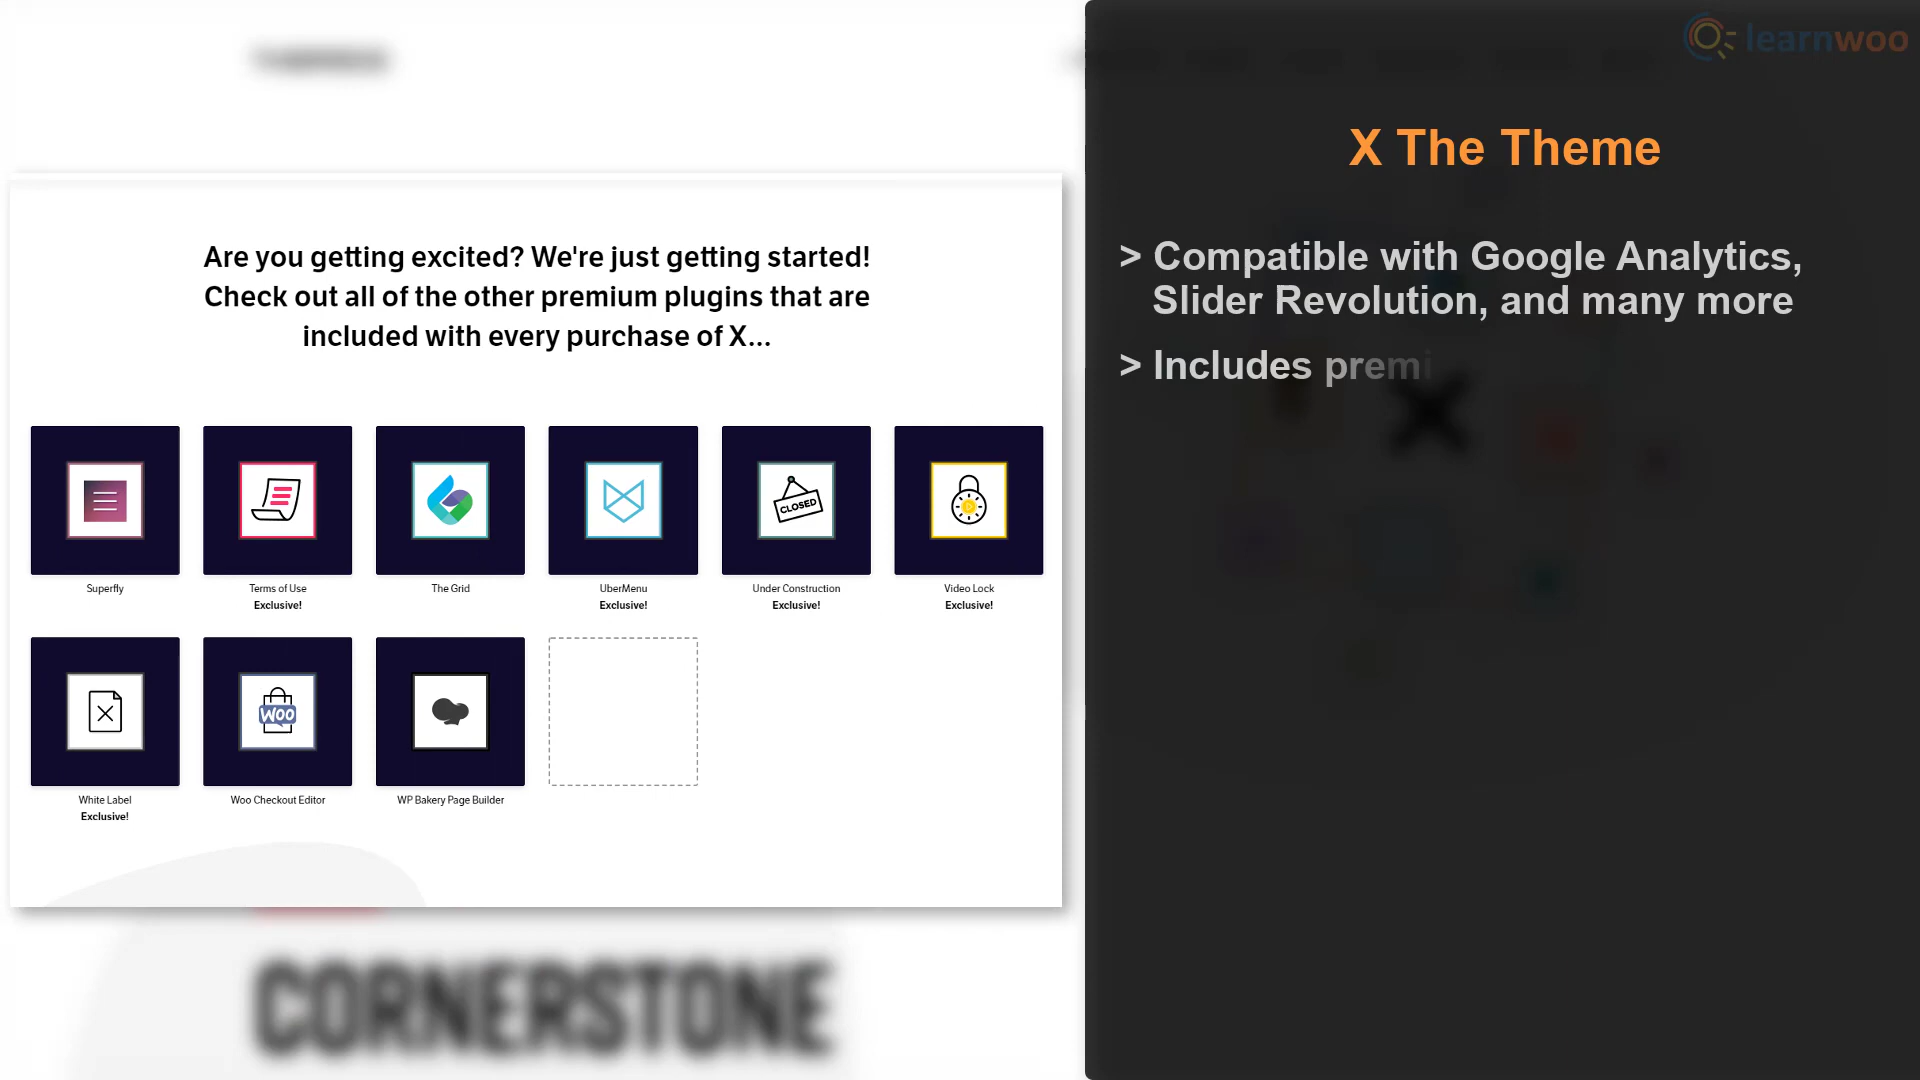 learnwoo
X The Theme
> Compatible with Google Analytics,
Slider Revolution, and many more
> Includes premi
Are you getting excited? We're just getting started!
Check out all of the other premium plugins that are
included with every purchase of X...
CLOSED
Superfly
Terms of Use
Exclusive!
The Grid
UberMenu
Exclusive!
Under Construction
Exclusive!
Video Lock
Exclusive!
WOO
White Label
Exclusive!
Woo Checkout Editor
WP Bakery Page Builder
CORNERSTONE